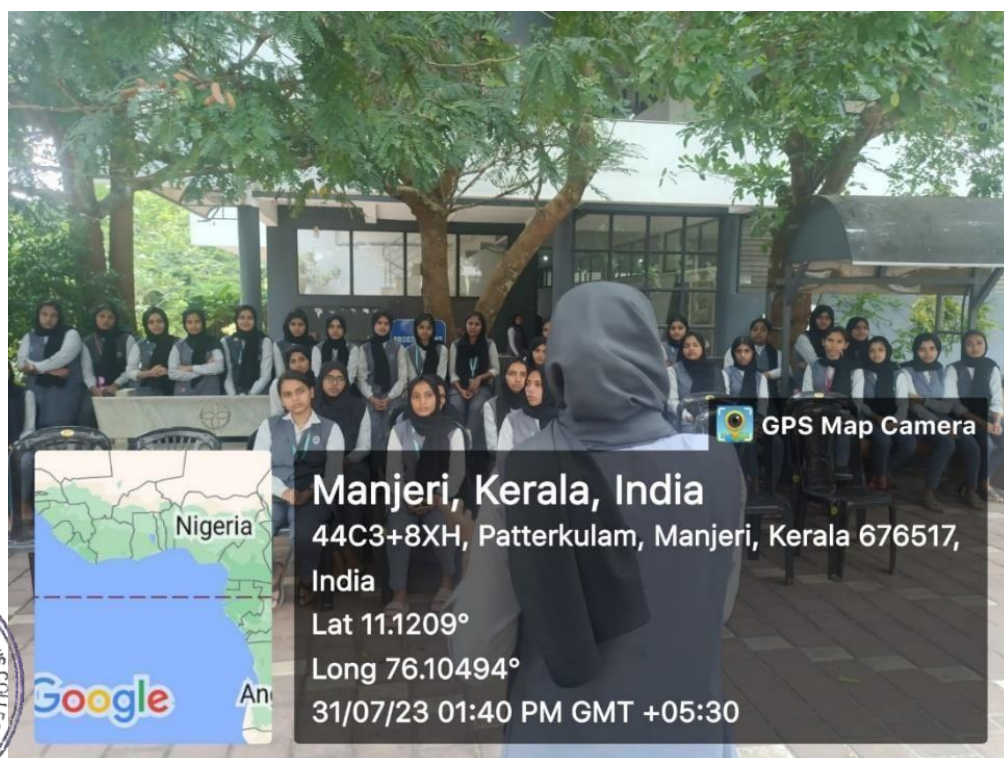 GPS Map Camera
Manjeri, Kerala, India
44C3+8XH, Patterkulam, Manjeri, Kerala 676517,
India
Lat 11.1209°
Long 76.10494°
31/07/23 01:40 PM GMT +05:30
Nigeria
Google